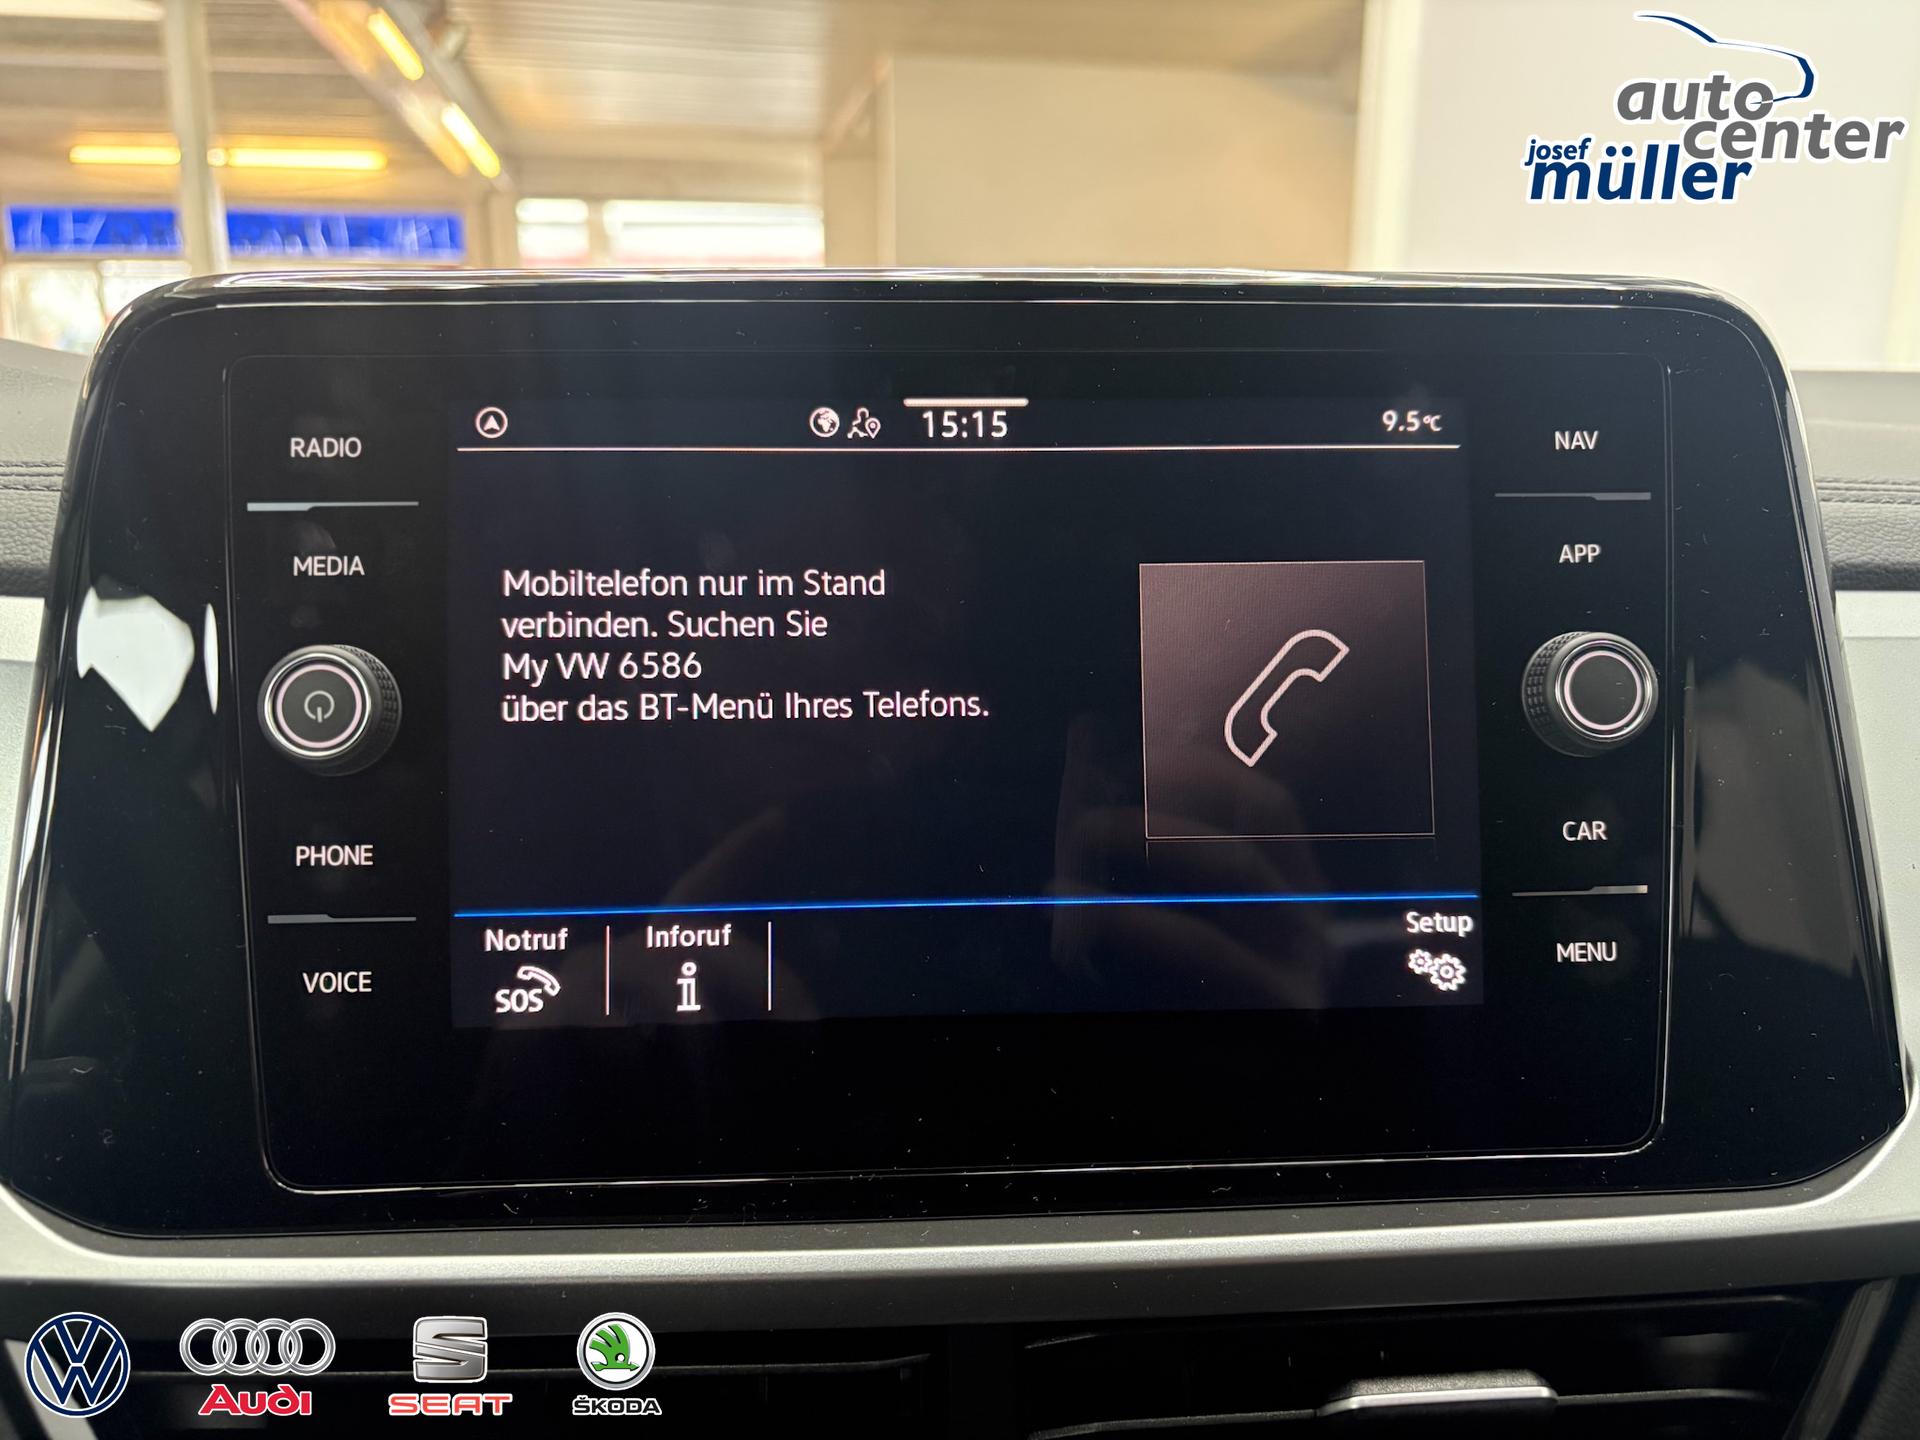 auto
center
josef
müller
RADIO
MEDIA
PHONE
VOICE
15:15
9.5°C
Mobiltelefon nur im Stand
verbinden. Suchen Sie
My VW 6586
über das BT-Menü Ihres Telefons.
Notruf
SOS
Inforuf
i
Setup
NAV
APP
CAR
MENU
Audi
SEAT
ŠKODA